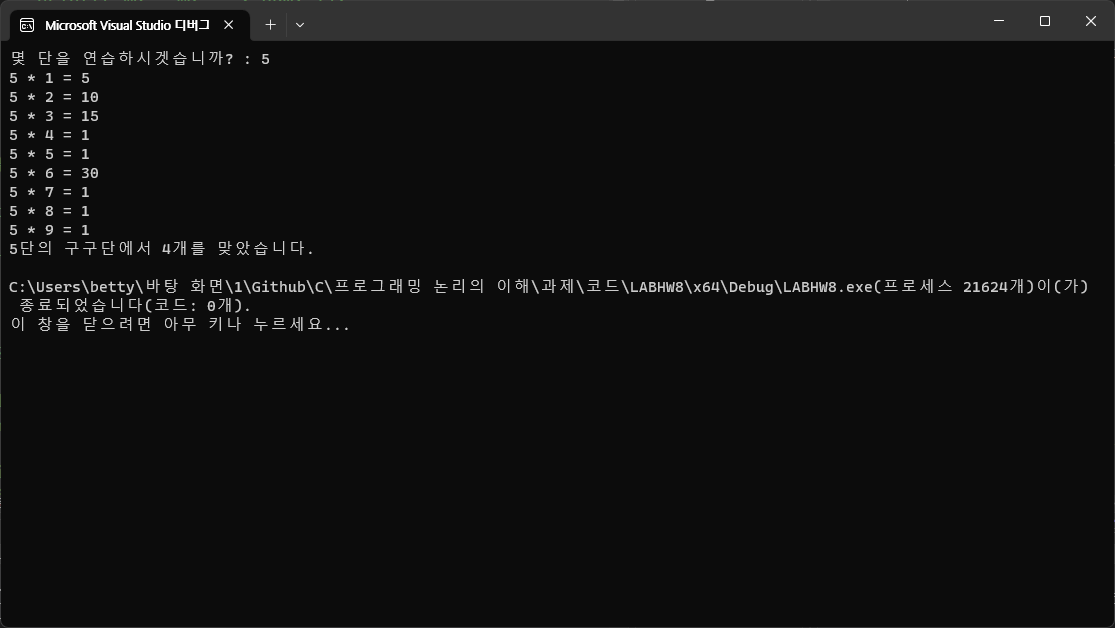 Microsoft Visual Studio 디버그
몇 단을 연습하시겟습니까? : 5
5 * 1 = 5
5 * 2 = 10
5 * 3 = 15
5 * 4 = 1
5 * 5 = 1
5 * 6 = 30
5 * 7 = 1
5 * 8 = 1
5 * 9 = 1
5단의 구구단에서 4개를 맞았습니다.
C:\Users\betty\바탕 화면\1\Github\C\프로그래밍 논리의 이해\과제\코드\LABHW8\x64\Debug\LABHW8.exe(프로세스 21624개)이(가)
종료되었습니다(코드: 0개).
이 창을 닫으려면 아무 키나 누르세요...